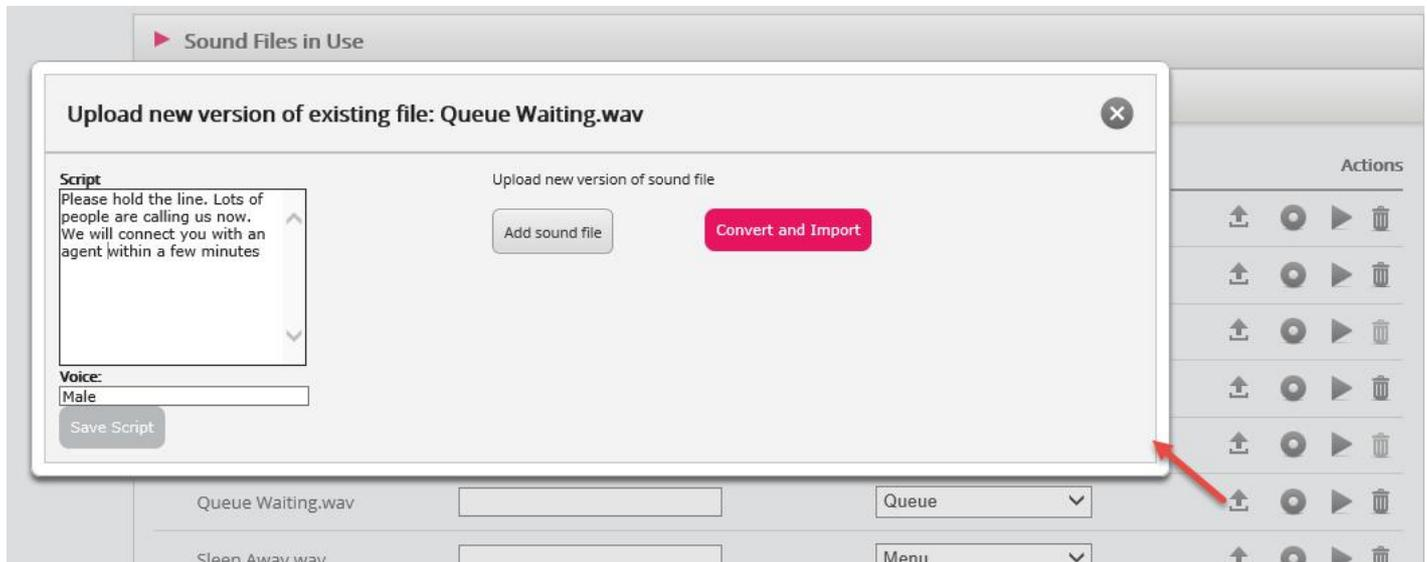 Sound Files in Use
Upload new version of existing file: Queue Waiting.wav
Actions
Script
Please hold the line. Lots of
people are calling us now.
We will connect you with an
agent within a few minutes
Upload new version of sound file
Add sound file
Convert and Import
Voice:
Male
Save Script
Queue Waiting.wav
Queue
Sleep Away.wav
Menu